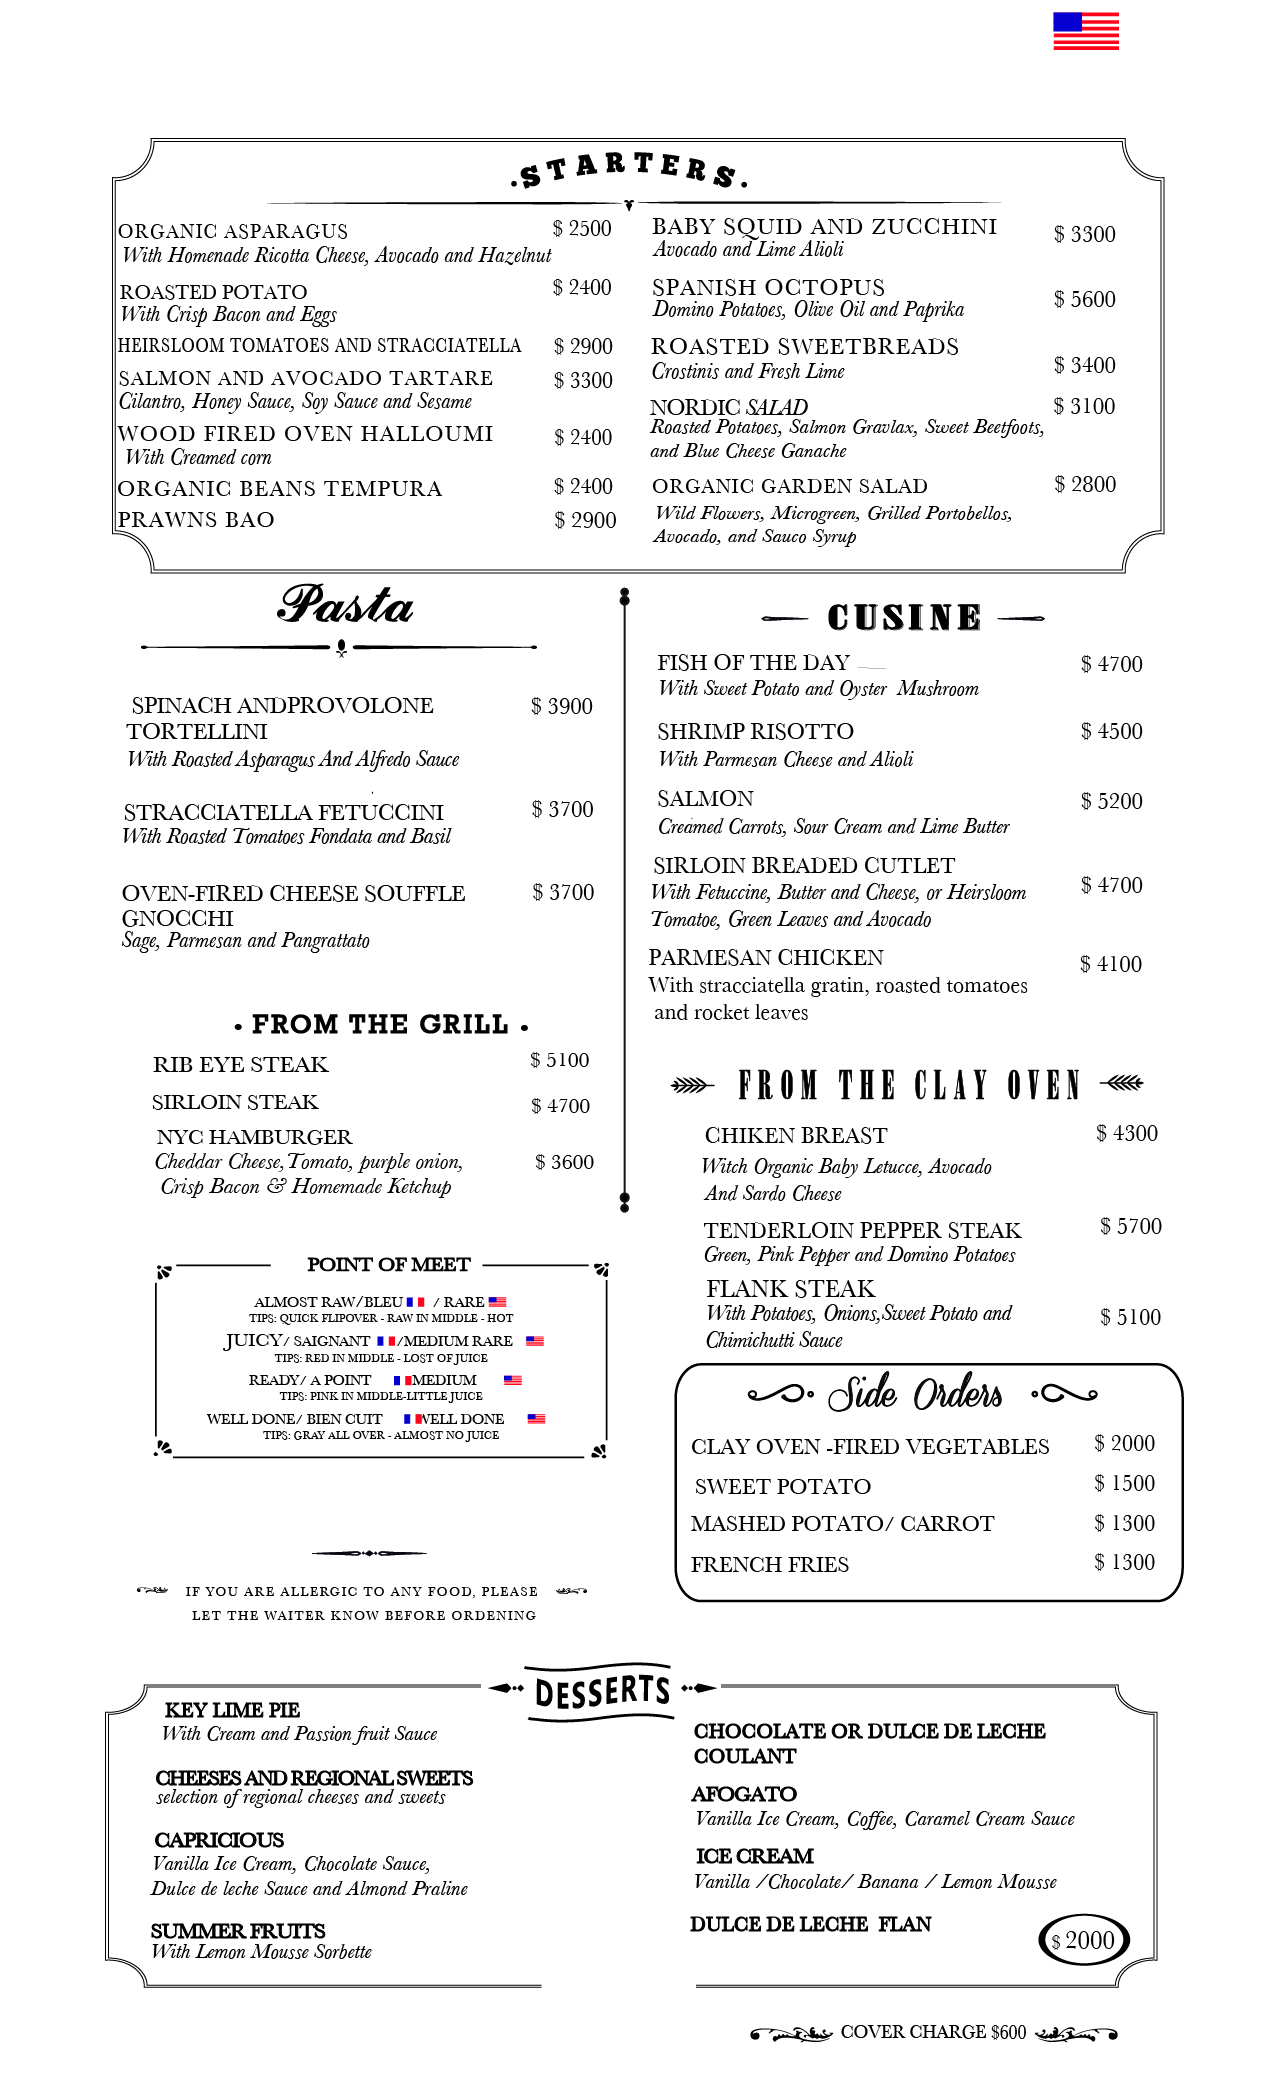 .STARTERS.
ORGANIC ASPARAGUS $ 2500
With Homenade Ricotta Cheese, Avocado and Hazelnut
ROASTED POTATO $ 2400
With Crisp Bacon and Eggs
HEIRSLOOM TOMATOES AND STRACCIATELLA $ 2900
SALMON AND AVOCADO TARTARE $ 3300
Cilantro, Honey Sauce, Soy Sauce and Sesame
WOOD FIRED OVEN HALLOUMI $ 2400
With Creamed corn
ORGANIC BEANS TEMPURA $ 2400
PRAWNS BAO $ 2900
BABY SQUID AND ZUCCHINI $ 3300
Avocado and Lime Alioli
SPANISH OCTOPUS
Domino Potatoes, Olive Oil and Paprika $ 5600
ROASTED SWEETBREADS
Crostinis and Fresh Lime $ 3400
NORDIC SALAD $ 3100
Roasted Potatoes, Salmon Gravlax, Sweet Beetfoots,
and Blue Cheese Ganache
ORGANIC GARDEN SALAD $ 2800
Wild Flowers, Microgreen, Grilled Portobellos,
Avocado, and Sauco Syrup
Pasta
SPINACH ANDPROVOLONE $ 3900
TORTELLINI
With Roasted Asparagus And Alfredo Sauce
STRACCIATELLA FETUCCINI $ 3700
With Roasted Tomatoes Fondata and Basil
OVEN-FIRED CHEESE SOUFFLE $ 3700
GNOCCHI
Sage, Parmesan and Pangrattato
• FROM THE GRILL •
RIB EYE STEAK $ 5100
SIRLOIN STEAK $ 4700
NYC HAMBURGER
Cheddar Cheese,Tomato, purple onion, $ 3600
Crisp Bacon & Homemade Ketchup
POINT OF MEET
ALMOST RAW/BLEU / RARE
TIPS: QUICK FLIPOVER - RAW IN MIDDLE - HOT
JUICY/ SAIGNANT /MEDIUM RARE
TIPS: RED IN MIDDLE - LOST OF JUICE
READY/ A POINT MEDIUM
TIPS: PINK IN MIDDLE-LITTLE JUICE
WELL DONE/ BIEN CUIT WELL DONE
TIPS: GRAY ALL OVER - ALMOST NO JUICE
IF YOU ARE ALLERGIC TO ANY FOOD, PLEASE
LET THE WAITER KNOW BEFORE ORDENING
CUSINE
FISH OF THE DAY $ 4700
With Sweet Potato and Oyster Mushroom
SHRIMP RISOTTO $ 4500
With Parmesan Cheese and Alioli
SALMON $ 5200
Creamed Carrots, Sour Cream and Lime Butter
SIRLOIN BREADED CUTLET
With Fetuccine, Butter and Cheese, or Heirsloom $ 4700
Tomatoe, Green Leaves and Avocado
PARMESAN CHICKEN $ 4100
With stracciatella gratin, roasted tomatoes
and rocket leaves
FROM THE CLAY OVEN
CHIKEN BREAST $ 4300
Witch Organic Baby Letucce, Avocado
And Sardo Cheese
TENDERLOIN PEPPER STEAK $ 5700
Green, Pink Pepper and Domino Potatoes
FLANK STEAK
With Potatoes, Onions,Sweet Potato and $ 5100
Chimichutti Sauce
Side Orders
CLAY OVEN -FIRED VEGETABLES $ 2000
SWEET POTATO $ 1500
MASHED POTATO/ CARROT $ 1300
FRENCH FRIES $ 1300
DESSERTS
KEY LIME PIE
With Cream and Passion fruit Sauce
CHEESES AND REGIONAL SWEETS
selection of regional cheeses and sweets
CAPRICIOUS
Vanilla Ice Cream, Chocolate Sauce,
Dulce de leche Sauce and Almond Praline
SUMMER FRUITS
With Lemon Mousse Sorbette
CHOCOLATE OR DULCE DE LECHE
COULANT
AFOGATO
Vanilla Ice Cream, Coffee, Caramel Cream Sauce
ICE CREAM
Vanilla /Chocolate/ Banana / Lemon Mousse
DULCE DE LECHE FLAN
$ 2000
COVER CHARGE $600